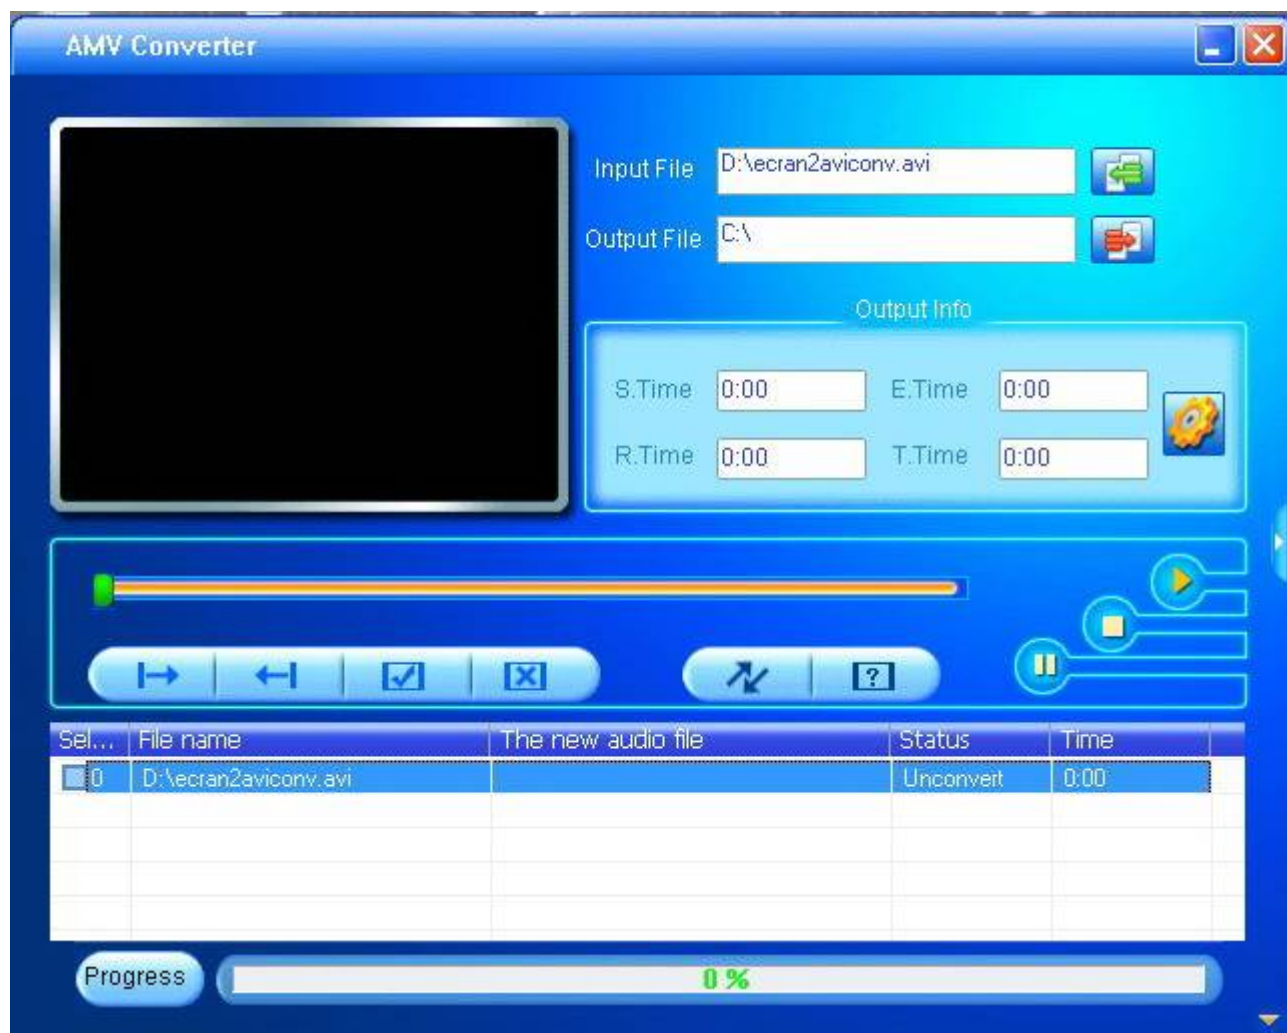 AMV Converter
Input File D:\ecran2aviconv.avi
Output File C:\
Output Info
S.Time 0:00 E.Time 0:00
R.Time 0:00 T.Time 0:00
Sel... File name The new audio file Status Time
0 D:\ecran2aviconv.avi Unconvert 0:00
Progress 0 %